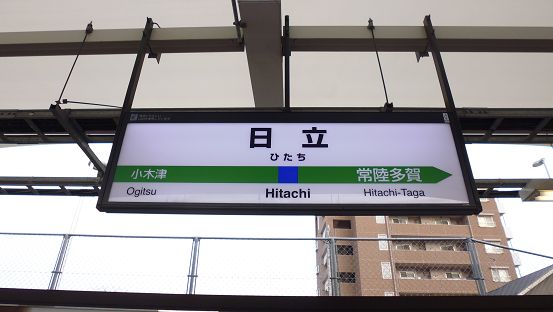 日立
ひたち
小木津
常陸多賀
Ogitsu
Hitachi
Hitachi-Taga